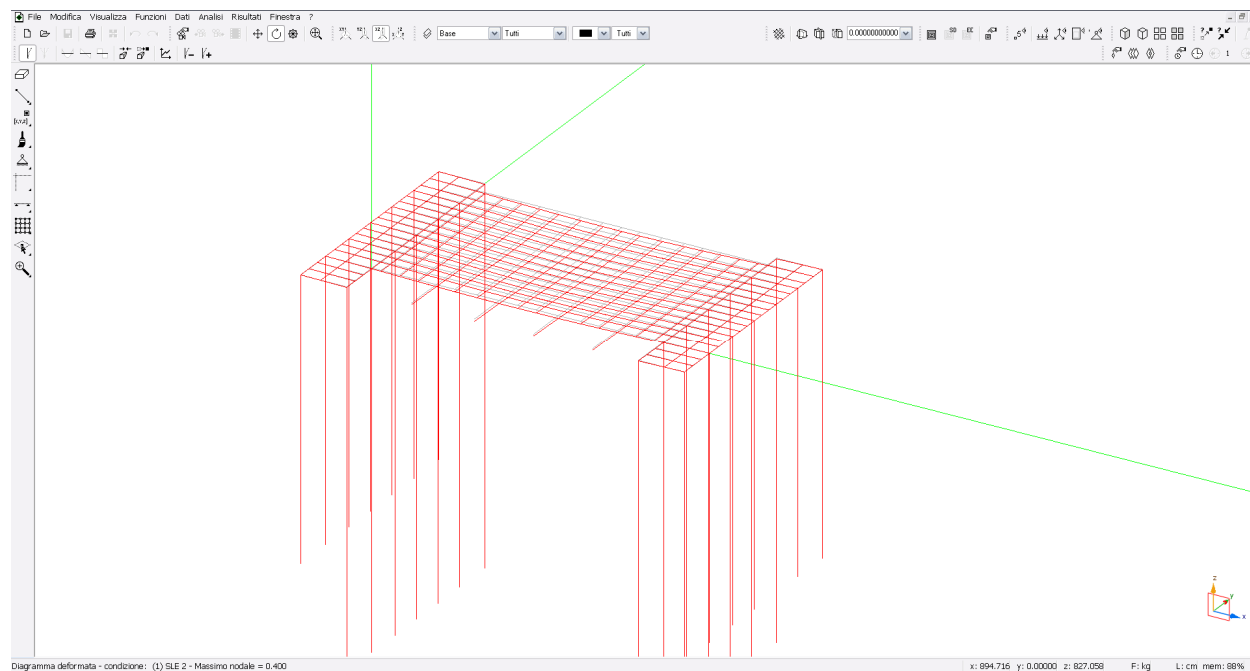 File Modifica Visualizza Funzioni Dati Analisi Risultati Finestra ?
Base Tutti Tutti 0.00000000000
1
z
y
x
Diagramma deformata - condizione: (1) SLE 2 - Massimo nodale = 0.400 x: 894.716 y: 0.00000 z: 827.058 F: kg L: cm mem: 88%